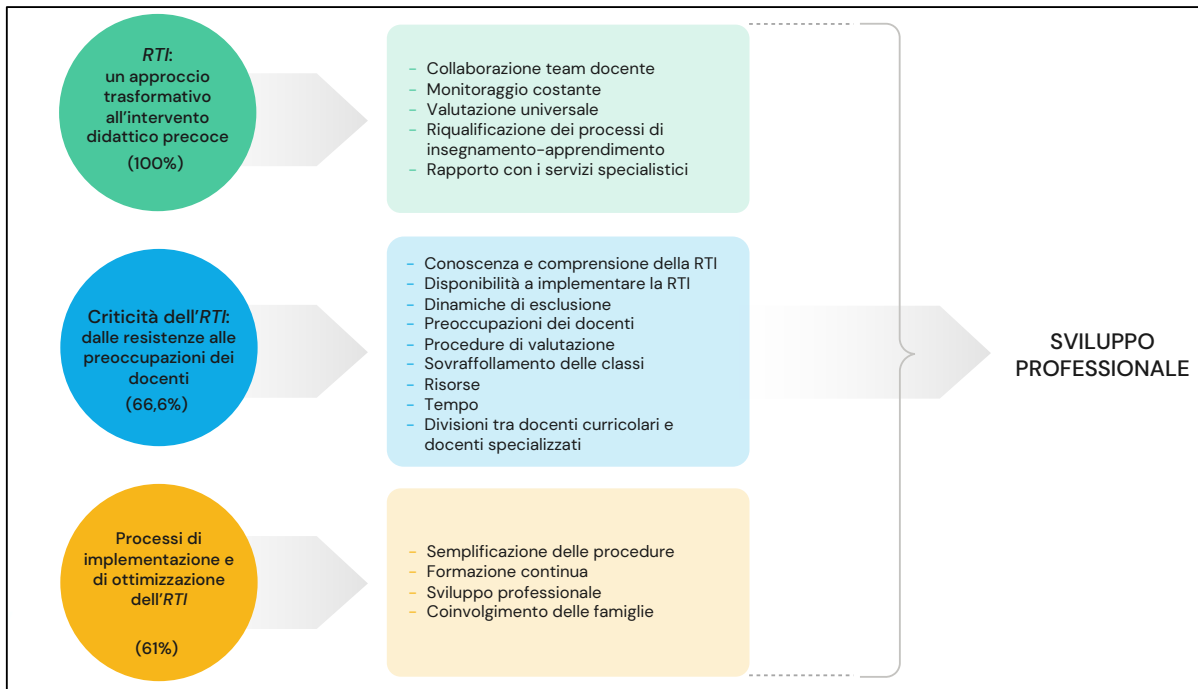 RTI:
un approccio
trasformativo
all'intervento
didattico precoce
(100%)
- Collaborazione team docente
- Monitoraggio costante
- Valutazione universale
- Riqualificazione dei processi di
insegnamento-apprendimento
- Rapporto con i servizi specialistici
Criticità dell'RTI:
dalle resistenze alle
preoccupazioni dei
docenti
(66,6%)
- Conoscenza e comprensione della RTI
- Disponibilità a implementare la RTI
- Dinamiche di esclusione
- Preoccupazioni dei docenti
- Procedure di valutazione
- Sovraffollamento delle classi
- Risorse
- Tempo
- Divisioni tra docenti curricolari e
docenti specializzati
Processi di
implementazione e
di ottimizzazione
dell'RTI
(61%)
- Semplificazione delle procedure
- Formazione continua
- Sviluppo professionale
- Coinvolgimento delle famiglie
SVILUPPO
PROFESSIONALE